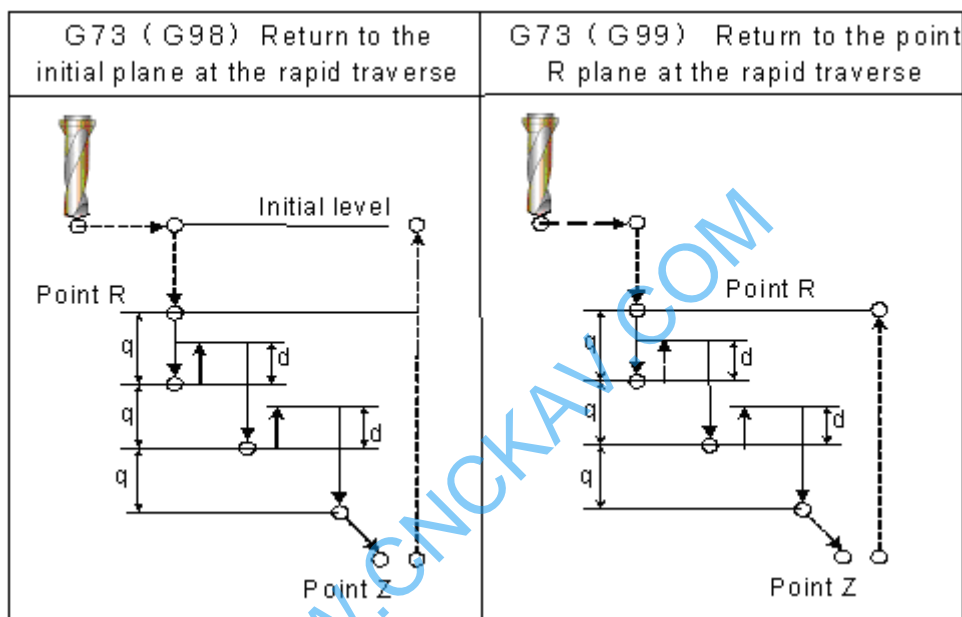 G73 (G98) Return to the
initial plane at the rapid traverse
G73 (G99) Return to the point
R plane at the rapid traverse
Initial level
Point R
q
d
q
d
q
Point Z
Point R
q
d
q
d
q
Point Z
W.CNCKAV.COM